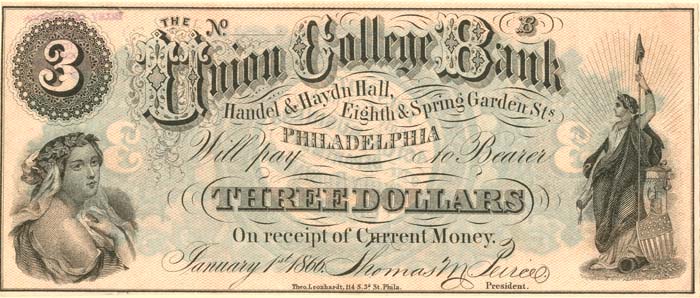 THE No B
3 Union College Bank
Handel & Haydn Hall,
Eighth & Spring Garden Sts
PHILADELPHIA
Will pay to Bearer
3 3
THREE DOLLARS
On receipt of Current Money.
January 1st 1866. Thomas M Peirce
President.
Theo. Leonhardt, 114 S. 3d St. Phila.